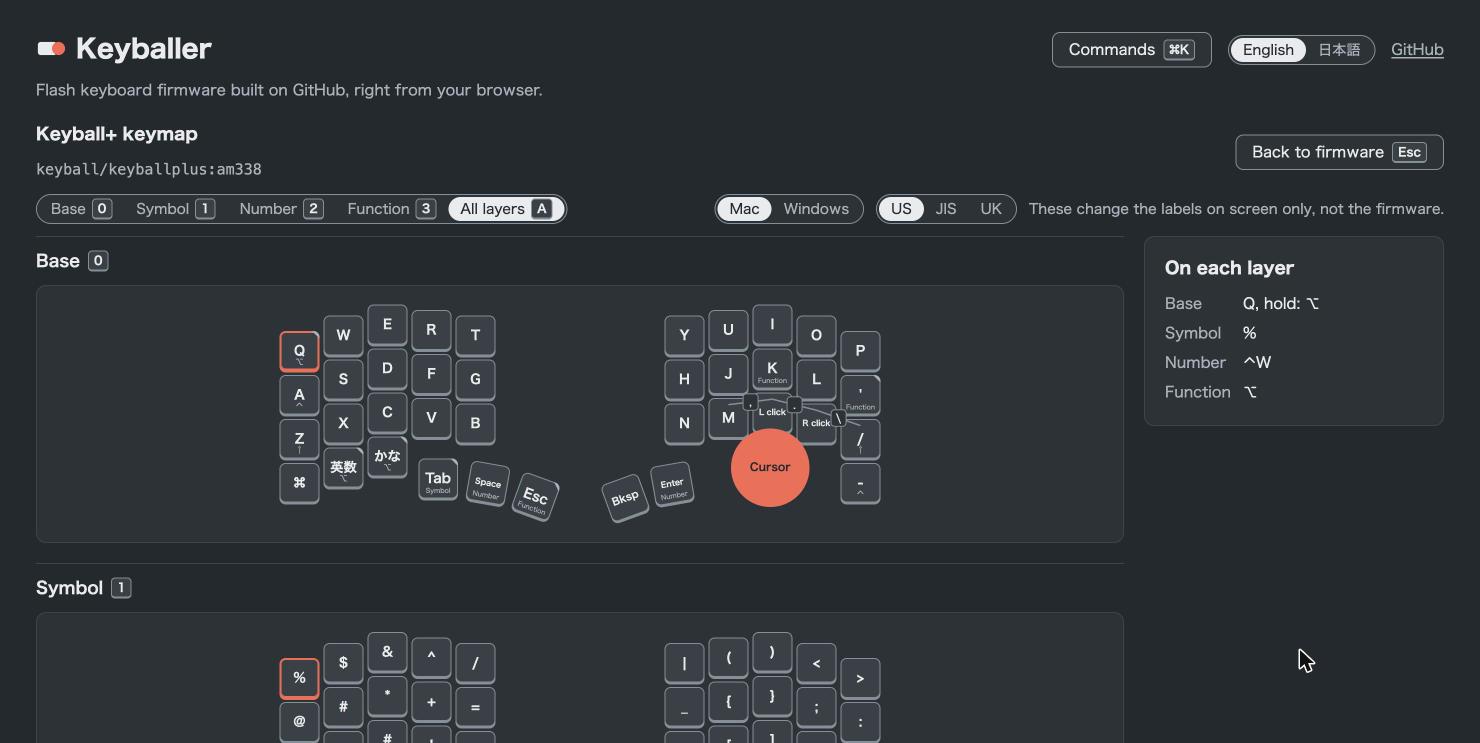 Keyballer
Commands ⌘K English 日本語 GitHub
Flash keyboard firmware built on GitHub, right from your browser.
Keyball+ keymap
keyball/keyballplus:am338
Back to firmware Esc
Base 0 Symbol 1 Number 2 Function 3 All layers A
Mac Windows US JIS UK These change the labels on screen only, not the firmware.
Base 0
Q ⌥ W E R T Y U I O P
A ^ S D F G H J K Function L ' Function
Z ↑ X C V B N M , L click . R click \ / ↑
⌘ 英数 ⌥ かな ⌥ Tab Symbol Space Number Esc Function Bksp Enter Number Cursor - ^
On each layer
Base Q, hold: ⌥
Symbol %
Number ^W
Function ⌥
Symbol 1
% $ & ^ / | ( ) < >
@ # * + = _ { } ; :
#